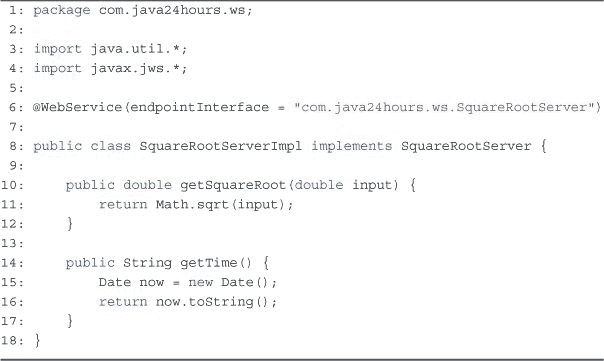 1: package com.java24hours.ws;
2:
3: import java.util.*;
4: import javax.jws.*;
5:
6: @WebService(endpointInterface = "com.java24hours.ws.SquareRootServer")
7:
8: public class SquareRootServerImpl implements SquareRootServer {
9:
10:     public double getSquareRoot(double input) {
11:         return Math.sqrt(input);
12:     }
13:
14:     public String getTime() {
15:         Date now = new Date();
16:         return now.toString();
17:     }
18: }